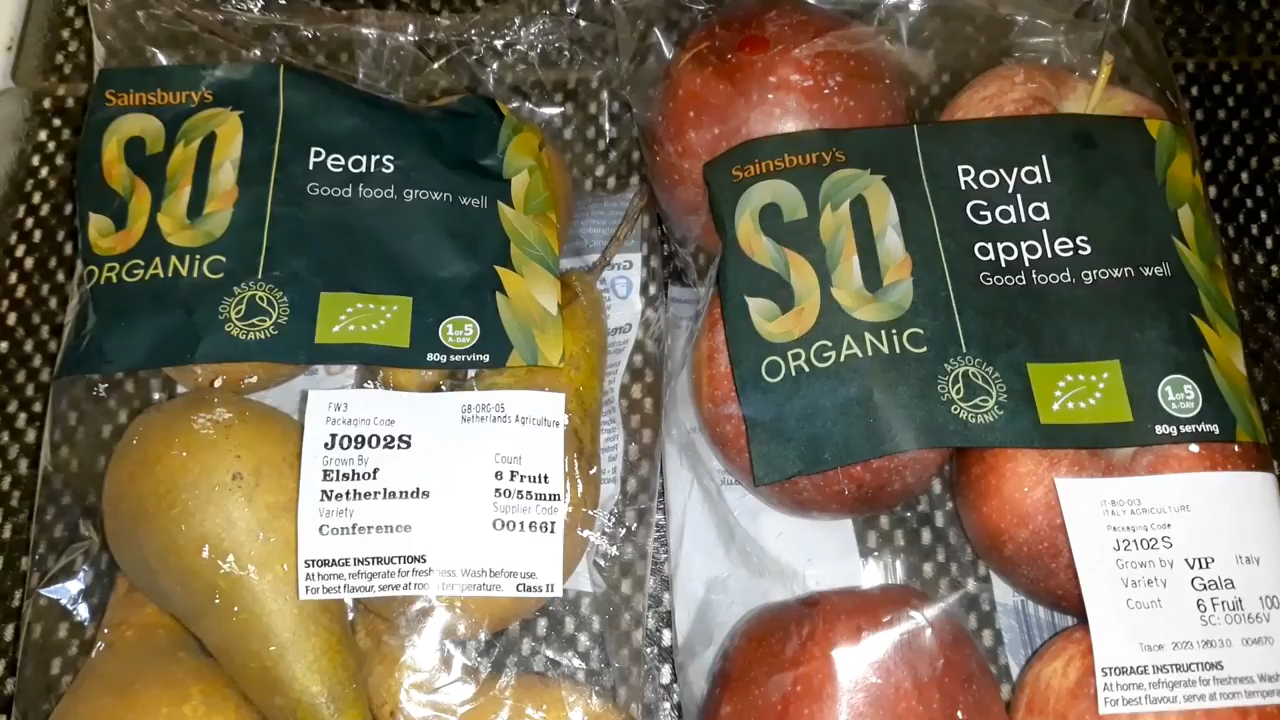 Sainsbury's
SO
ORGANiC
Pears
Good food, grown well
SOIL ASSOCIATION
ORGANIC
1 OF 5
A-DAY
80g serving
FW3
GB-ORG-05
Packaging Code
Netherlands Agriculture
J0902S
Grown By
Count
Elshof
6 Fruit
Netherlands
50/55mm
Variety
Supplier Code
Conference
OO166I
STORAGE INSTRUCTIONS
At home, refrigerate for freshness. Wash before use.
For best flavour, serve at room temperature. Class II
Sainsbury's
SO
ORGANiC
Royal
Gala
apples
Good food, grown well
SOIL ASSOCIATION
ORGANIC
1 OF 5
A-DAY
80g serving
IT-BIO-013
ITALY AGRICULTURE
Packaging Code
J2102S
Grown by VIP Italy
Variety Gala
Count 6 Fruit 100
SC: OO166V
Trace: 2023.1260.3.0. 004670
STORAGE INSTRUCTIONS
At home, refrigerate for freshness. Wash
For best flavour, serve at room